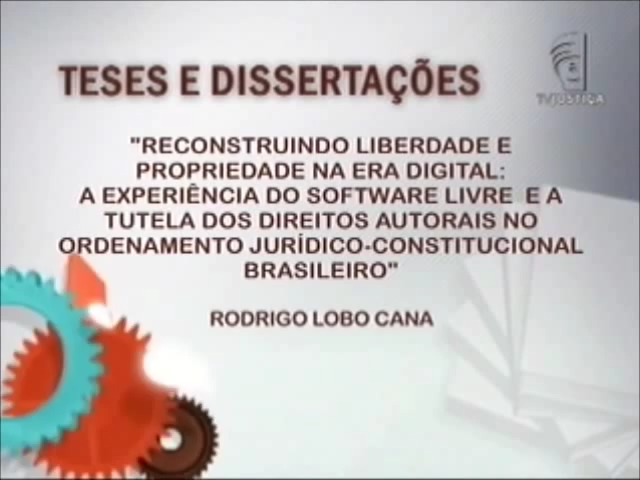 TESES E DISSERTAÇÕES
TVJUSTIÇA
"RECONSTRUINDO LIBERDADE E
PROPRIEDADE NA ERA DIGITAL:
A EXPERIÊNCIA DO SOFTWARE LIVRE E A
TUTELA DOS DIREITOS AUTORAIS NO
ORDENAMENTO JURÍDICO-CONSTITUCIONAL
BRASILEIRO"
RODRIGO LOBO CANA